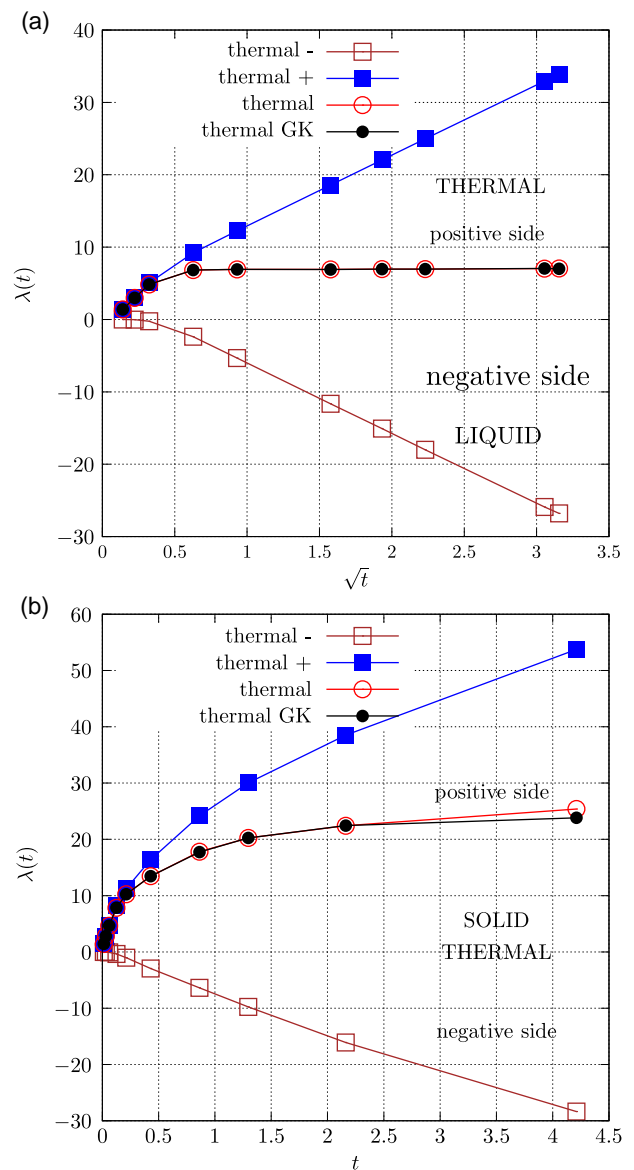 (a)
40
30
20
10
0
−10
−20
−30
λ(t)
thermal -
thermal +
thermal
thermal GK
THERMAL
positive side
negative side
LIQUID
0 0.5 1 1.5 2 2.5 3 3.5
√t
(b)
60
50
40
30
20
10
0
−10
−20
−30
λ(t)
thermal -
thermal +
thermal
thermal GK
positive side
SOLID
THERMAL
negative side
0 0.5 1 1.5 2 2.5 3 3.5 4 4.5
t